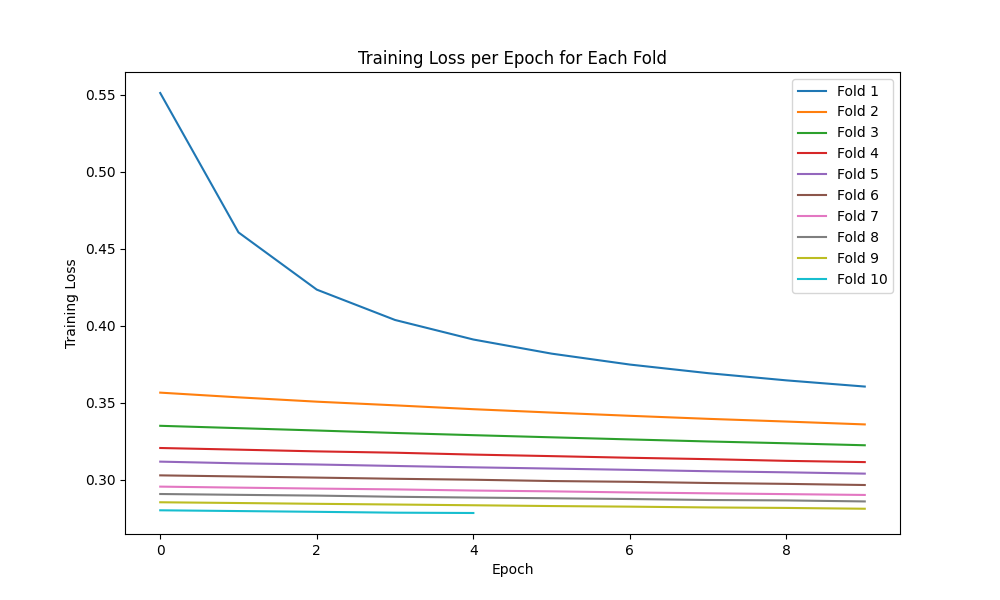 Training Loss per Epoch for Each Fold
0.55
0.50
0.45
0.40
0.35
0.30
Training Loss
0
2
4
6
8
Epoch
Fold 1
Fold 2
Fold 3
Fold 4
Fold 5
Fold 6
Fold 7
Fold 8
Fold 9
Fold 10